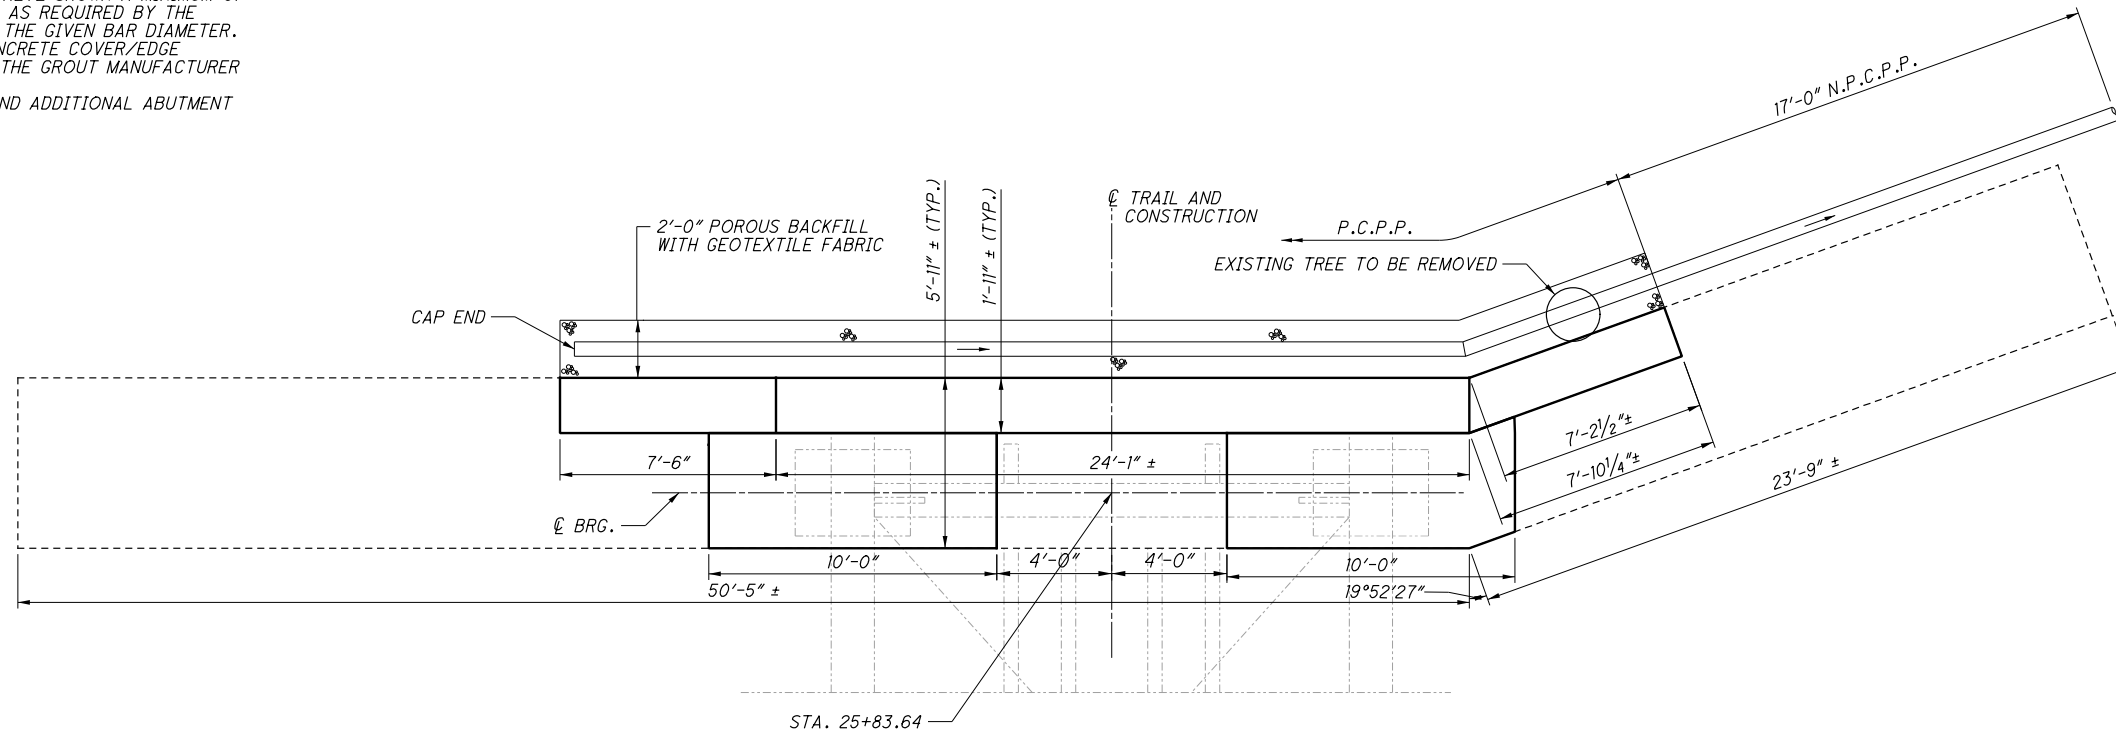 AS REQUIRED BY THE
THE GIVEN BAR DIAMETER.
NCRETE COVER/EDGE
THE GROUT MANUFACTURER
ND ADDITIONAL ABUTMENT
17'-0" N.P.C.P.P.
℄ TRAIL AND
CONSTRUCTION
2'-0" POROUS BACKFILL
WITH GEOTEXTILE FABRIC
5'-11" ± (TYP.)
1'-11" ± (TYP.)
P.C.P.P.
EXISTING TREE TO BE REMOVED
CAP END
7'-6"
24'-1" ±
7'-2 1/2"±
7'-10 1/4"±
23'-9" ±
℄ BRG.
10'-0"
4'-0"
4'-0"
10'-0"
50'-5" ±
19°52'27"
STA. 25+83.64